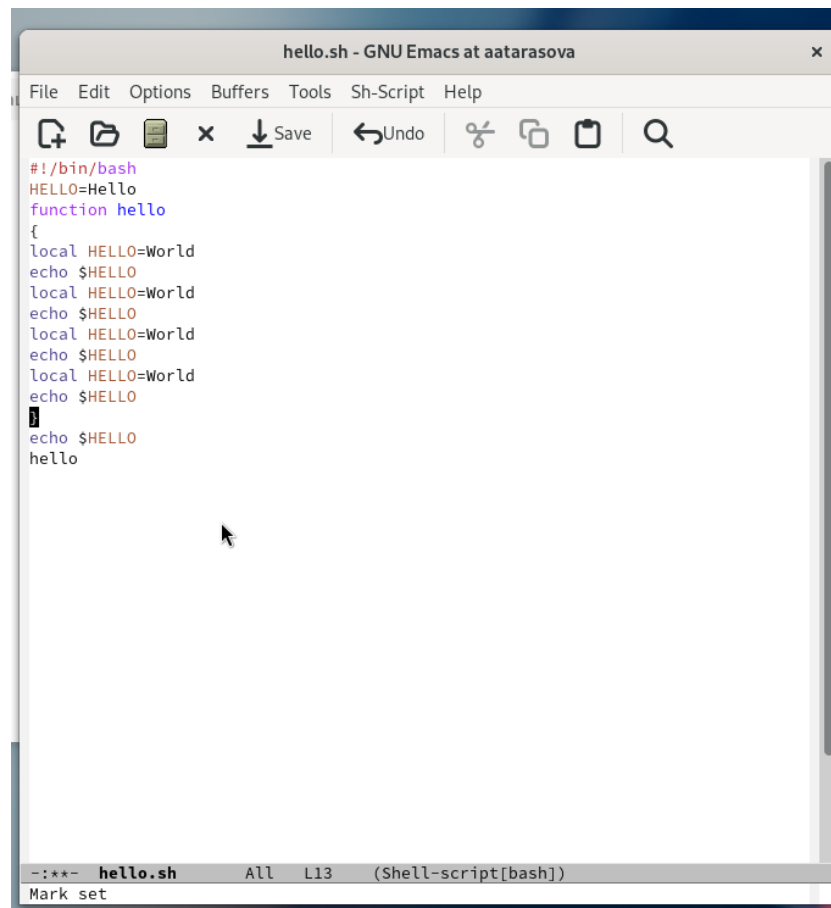 hello.sh - GNU Emacs at aatarasova ×
File Edit Options Buffers Tools Sh-Script Help
Save Undo
#!/bin/bash
HELLO=Hello
function hello
{
local HELLO=World
echo $HELLO
local HELLO=World
echo $HELLO
local HELLO=World
echo $HELLO
local HELLO=World
echo $HELLO
}
echo $HELLO
hello
-:**- hello.sh All L13 (Shell-script[bash])
Mark set